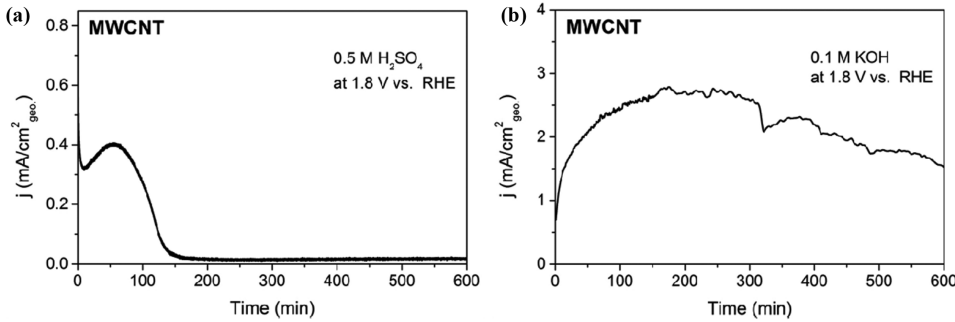 (a)
MWCNT
0.5 M H₂SO₄
at 1.8 V vs. RHE
j (mA/cm²geo.)
0.8
0.6
0.4
0.2
0.0
0 100 200 300 400 500 600
Time (min)
(b)
MWCNT
0.1 M KOH
at 1.8 V vs. RHE
j (mA/cm²geo.)
4
3
2
1
0
0 100 200 300 400 500 600
Time (min)